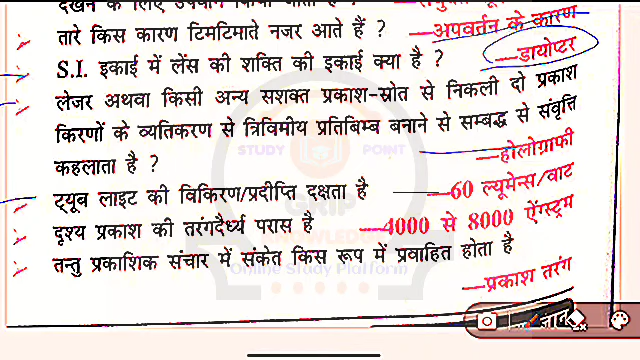 देखने के लिए उपयोग किया जाता है
तारे किस कारण टिमटिमाते नजर आते हैं ? —अपवर्तन के कारण
S.I. इकाई में लेंस की शक्ति की इकाई क्या है ? —डायोप्टर
लेजर अथवा किसी अन्य सशक्त प्रकाश-स्रोत से निकली दो प्रकाश
किरणों के व्यतिकरण से त्रिविमीय प्रतिबिम्ब बनाने से सम्बद्ध से संवृत्ति
कहलाता है ? —होलोग्राफी
STUDY POINT
ट्यूब लाइट की विकिरण/प्रदीप्ति दक्षता है —60 ल्यूमेन्स/वाट
दृश्य प्रकाश की तरंगदैर्ध्य परास है —4000 से 8000 ऐंग्स्ट्रम
तन्तु प्रकाशिक संचार में संकेत किस रूप में प्रवाहित होता है
Online Study Platform
—प्रकाश तरंग